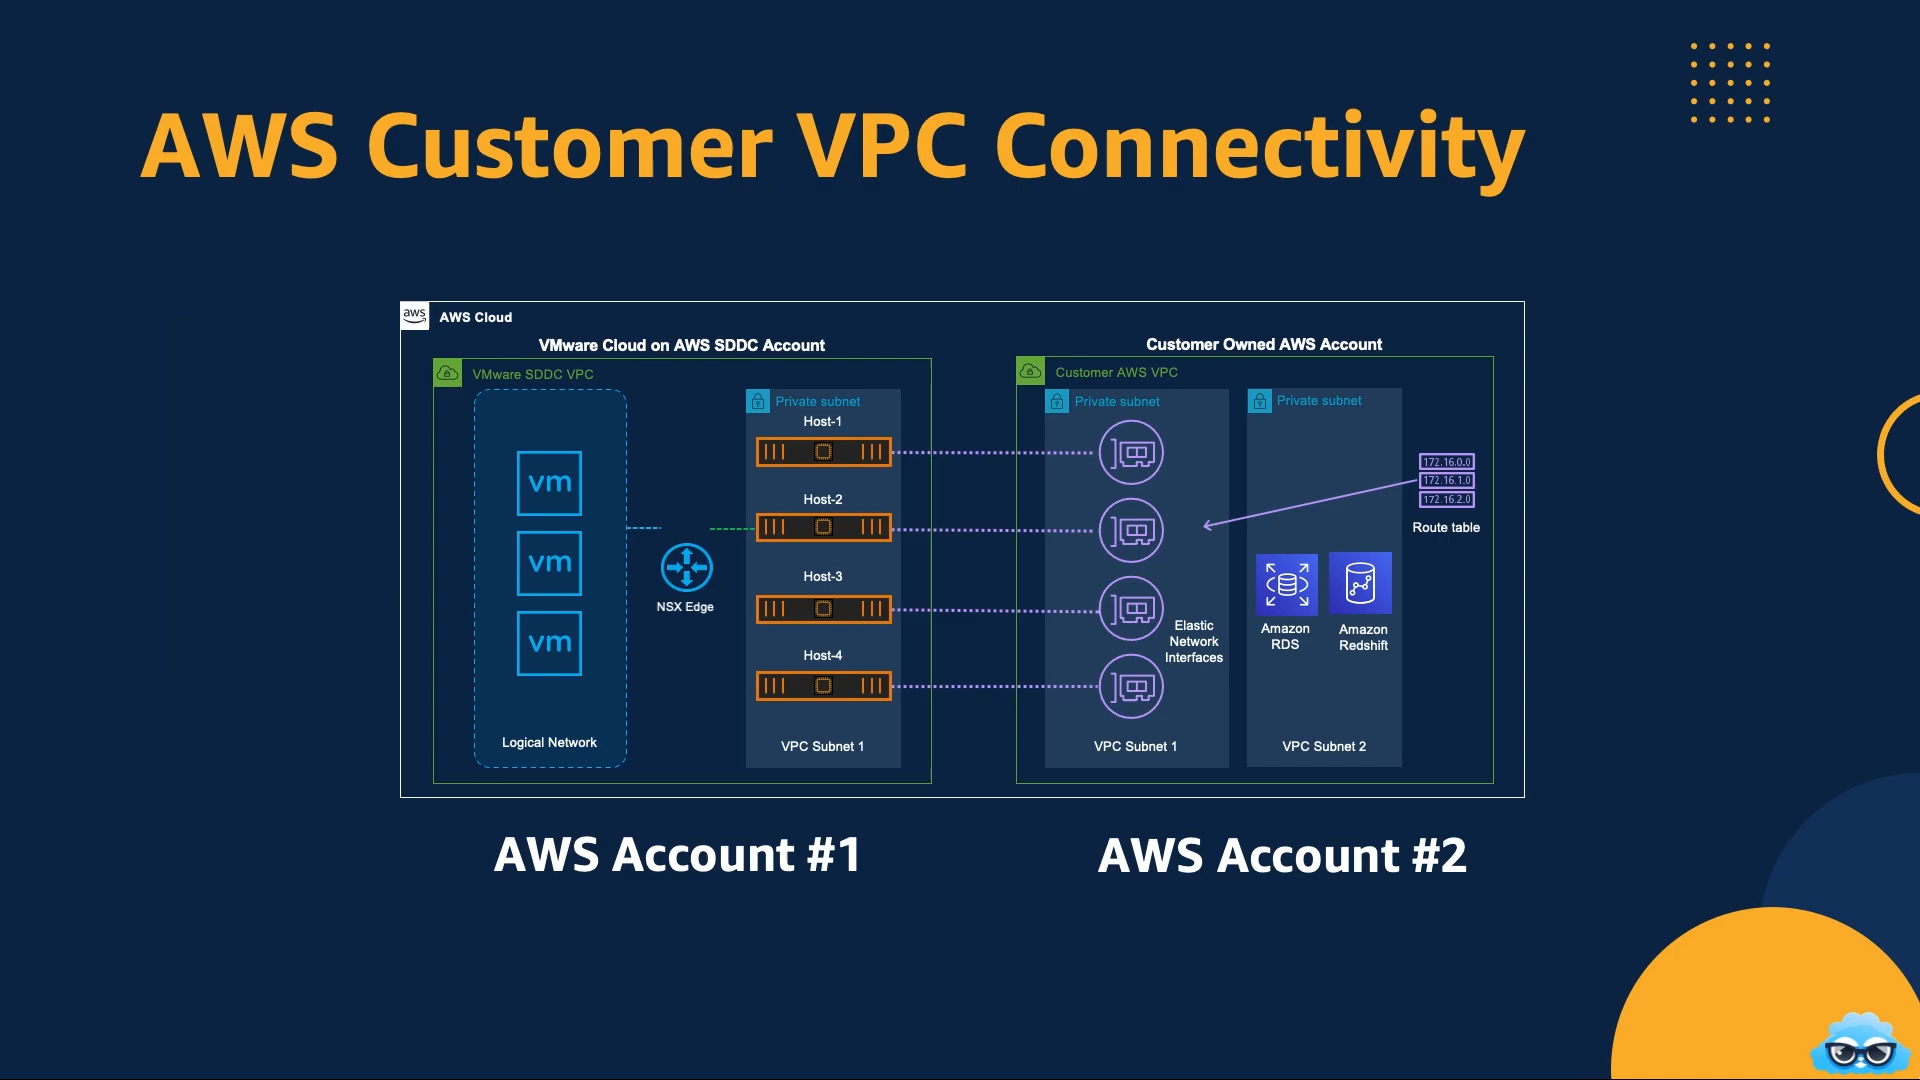 AWS Customer VPC Connectivity
aws
AWS Cloud
VMware Cloud on AWS SDDC Account
VMware SDDC VPC
vm
vm
vm
Logical Network
NSX Edge
Private subnet
Host-1
Host-2
Host-3
Host-4
VPC Subnet 1
Customer Owned AWS Account
Customer AWS VPC
Private subnet
Elastic
Network
Interfaces
VPC Subnet 1
Private subnet
Amazon
RDS
Amazon
Redshift
VPC Subnet 2
172.16.0.0
172.16.1.0
172.16.2.0
Route table
AWS Account #1
AWS Account #2